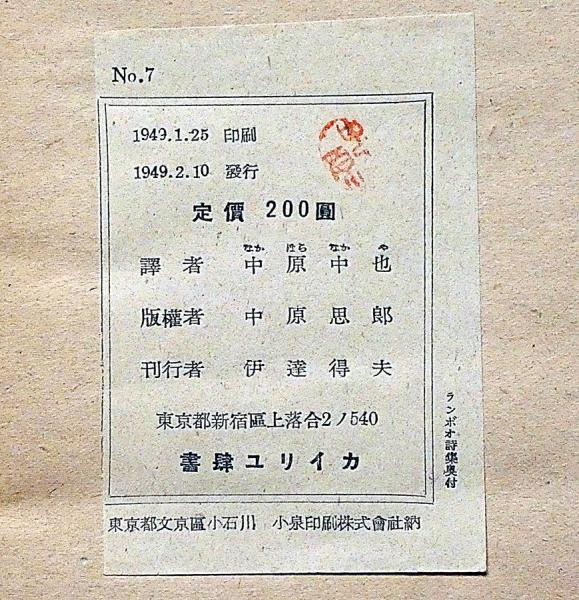 No.7
1949.1.25 印刷
1949.2.10 發行
定價 200圓
なか はら なか や
譯者 中原中也
版權者 中原思郎
刊行者 伊達得夫
東京都新宿區上落合2ノ540
書肆ユリイカ
ランボオ詩集奥付
東京都文京區小石川 小泉印刷株式會社納